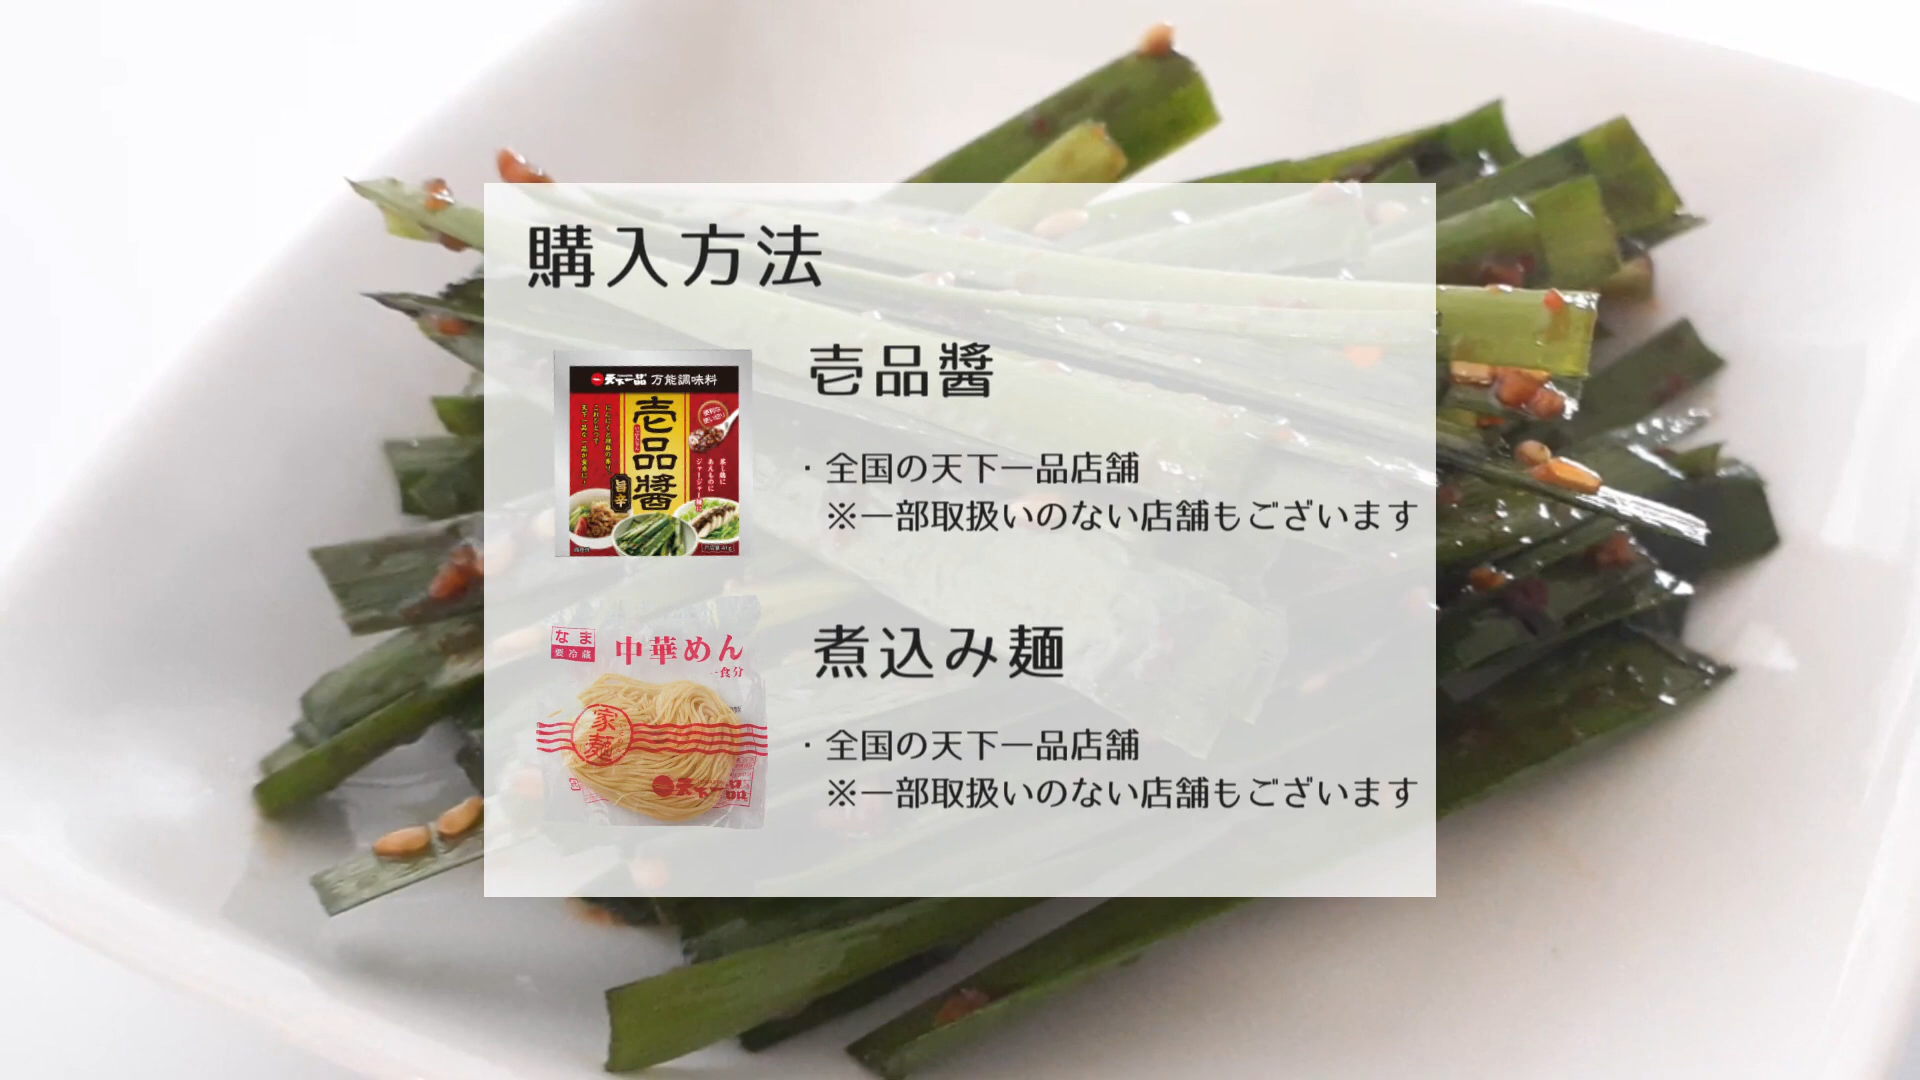 購入方法
天下一品 万能調味料
壱品醤
旨辛
壱品醤
・全国の天下一品店舗
※一部取扱いのない店舗もございます
なま
要冷蔵
中華めん
一食分
家麺
天下一品
煮込み麺
・全国の天下一品店舗
※一部取扱いのない店舗もございます